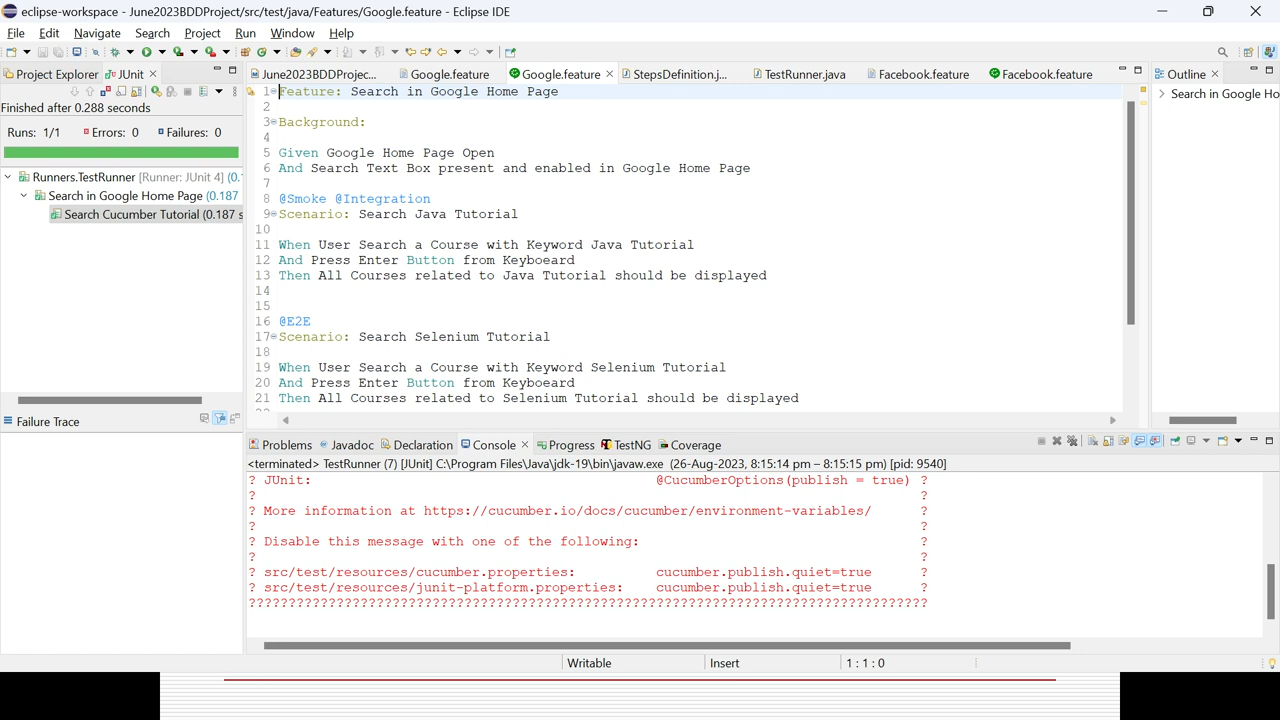 eclipse-workspace - June2023BDDProject/src/test/java/Features/Google.feature - Eclipse IDE
File Edit Navigate Search Project Run Window Help
Project Explorer JUnit
June2023BDDProjec... Google.feature Google.feature StepsDefinition.j... TestRunner.java Facebook.feature Facebook.feature
Outline
Finished after 0.288 seconds
Runs: 1/1 Errors: 0 Failures: 0
Runners.TestRunner [Runner: JUnit 4] (0.
Search in Google Home Page (0.187
Search Cucumber Tutorial (0.187 s
Failure Trace
1 Feature: Search in Google Home Page
2
3 Background:
4
5 Given Google Home Page Open
6 And Search Text Box present and enabled in Google Home Page
7
8 @Smoke @Integration
9 Scenario: Search Java Tutorial
10
11 When User Search a Course with Keyword Java Tutorial
12 And Press Enter Button from Keyboeard
13 Then All Courses related to Java Tutorial should be displayed
14
15
16 @E2E
17 Scenario: Search Selenium Tutorial
18
19 When User Search a Course with Keyword Selenium Tutorial
20 And Press Enter Button from Keyboeard
21 Then All Courses related to Selenium Tutorial should be displayed
Search in Google Ho
Problems Javadoc Declaration Console Progress TestNG Coverage
<terminated> TestRunner (7) [JUnit] C:\Program Files\Java\jdk-19\bin\javaw.exe (26-Aug-2023, 8:15:14 pm – 8:15:15 pm) [pid: 9540]
? JUnit: @CucumberOptions(publish = true) ?
? ?
? More information at https://cucumber.io/docs/cucumber/environment-variables/ ?
? ?
? Disable this message with one of the following: ?
? ?
? src/test/resources/cucumber.properties: cucumber.publish.quiet=true ?
? src/test/resources/junit-platform.properties: cucumber.publish.quiet=true ?
?????????????????????????????????????????????????????????????????????????????????????
Writable Insert 1 : 1 : 0